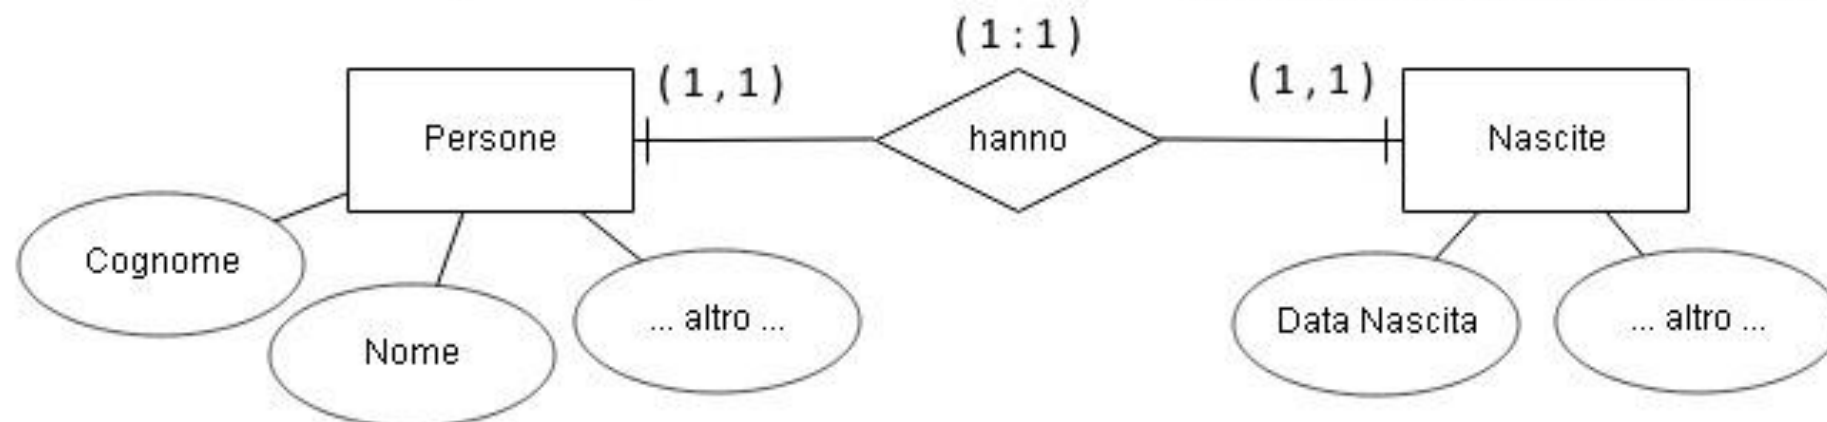 (1:1)
(1,1)
(1,1)
Persone
hanno
Nascite
Cognome
Nome
... altro ...
Data Nascita
... altro ...